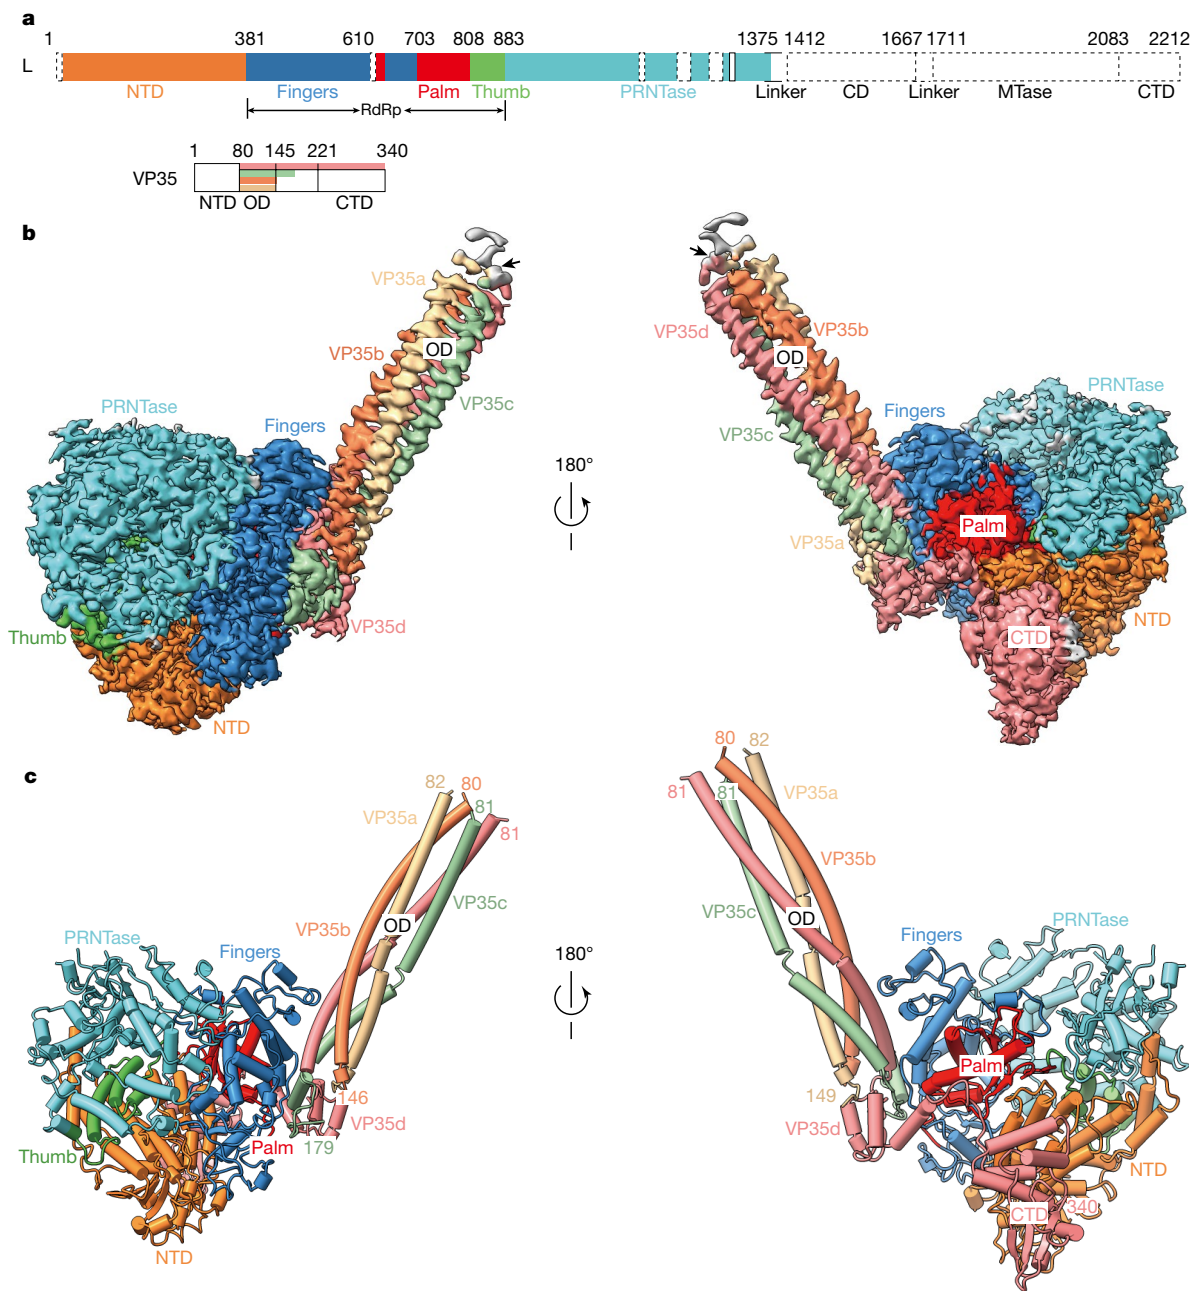 a
1 381 610 703 808 883 1375 1412 1667 1711 2083 2212
L
NTD Fingers Palm Thumb PRNTase Linker CD Linker MTase CTD
RdRp
1 80 145 221 340
VP35
NTD OD CTD
b
VP35a
OD
VP35b
VP35c
PRNTase
Fingers
VP35d
Thumb
NTD
180°
VP35d
VP35b
OD
PRNTase
Fingers
VP35c
Palm
VP35a
NTD
CTD
c
82 80
81
81
VP35a
VP35c
OD
VP35b
PRNTase
Fingers
146
VP35d
Palm 179
Thumb
NTD
180°
80 82
81 81
VP35a
VP35b
VP35c
OD
PRNTase
Fingers
Palm
149
VP35d
NTD
340
CTD